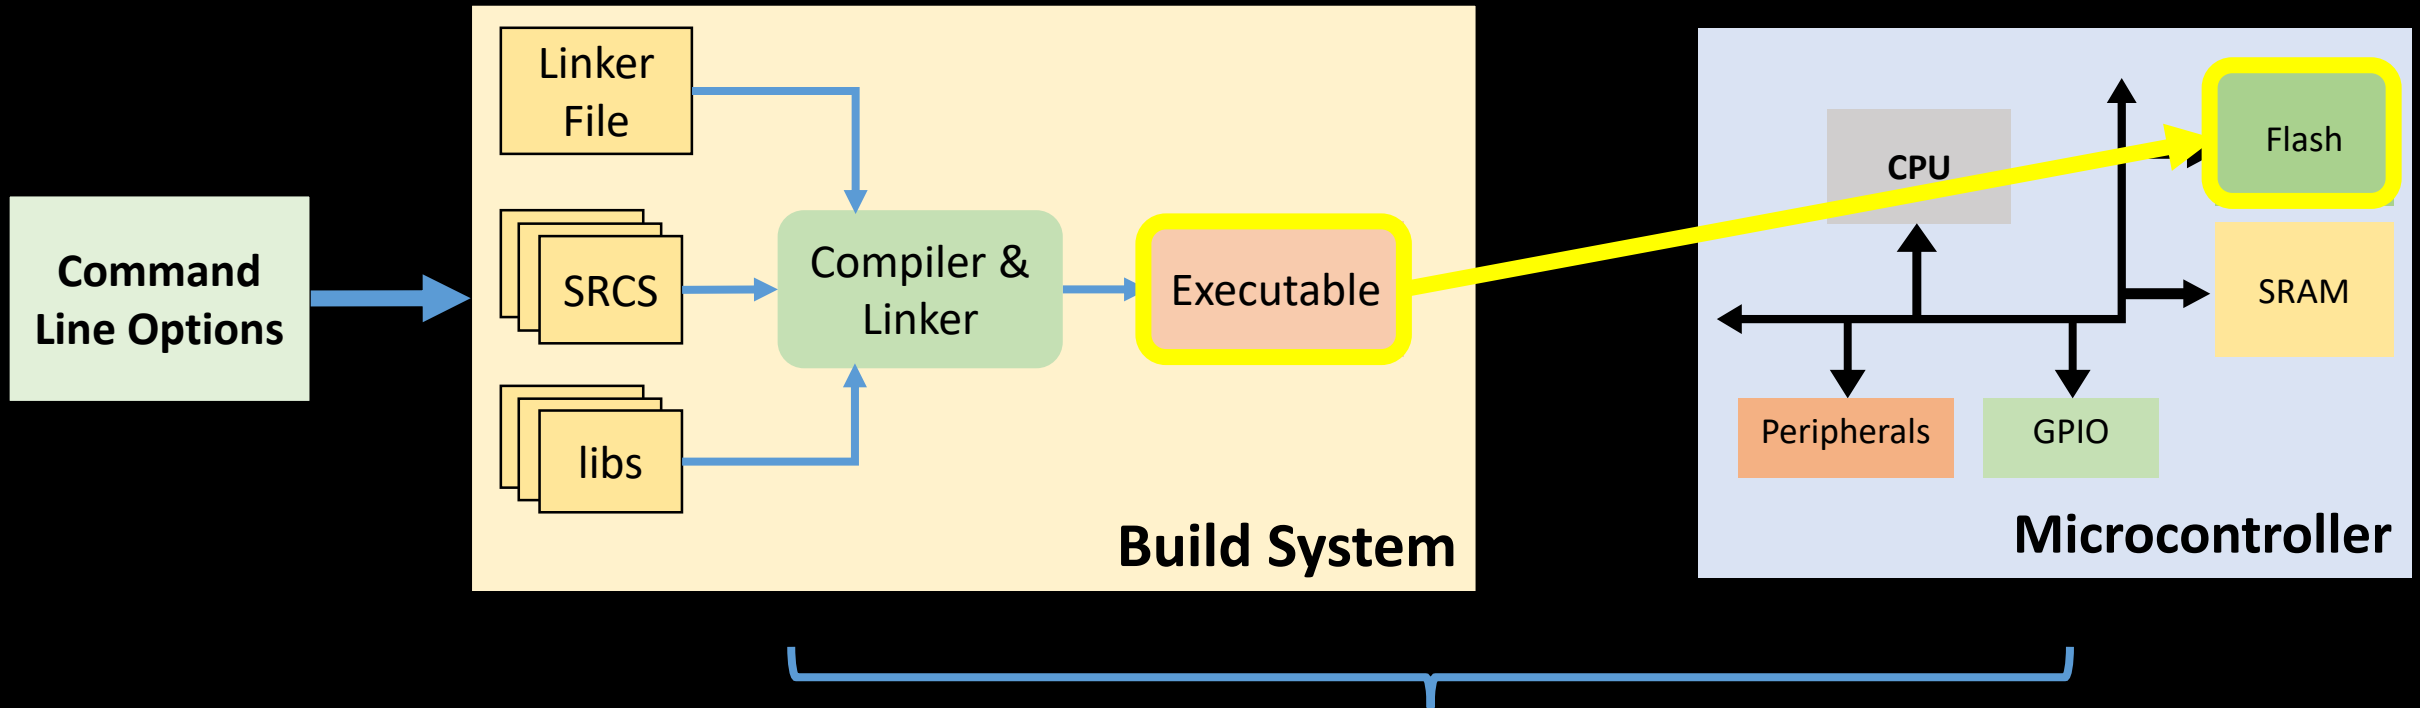 Linker
File
Command
Line Options
SRCS
Compiler &
Linker
Executable
libs
Build System
CPU
Flash
SRAM
Peripherals
GPIO
Microcontroller